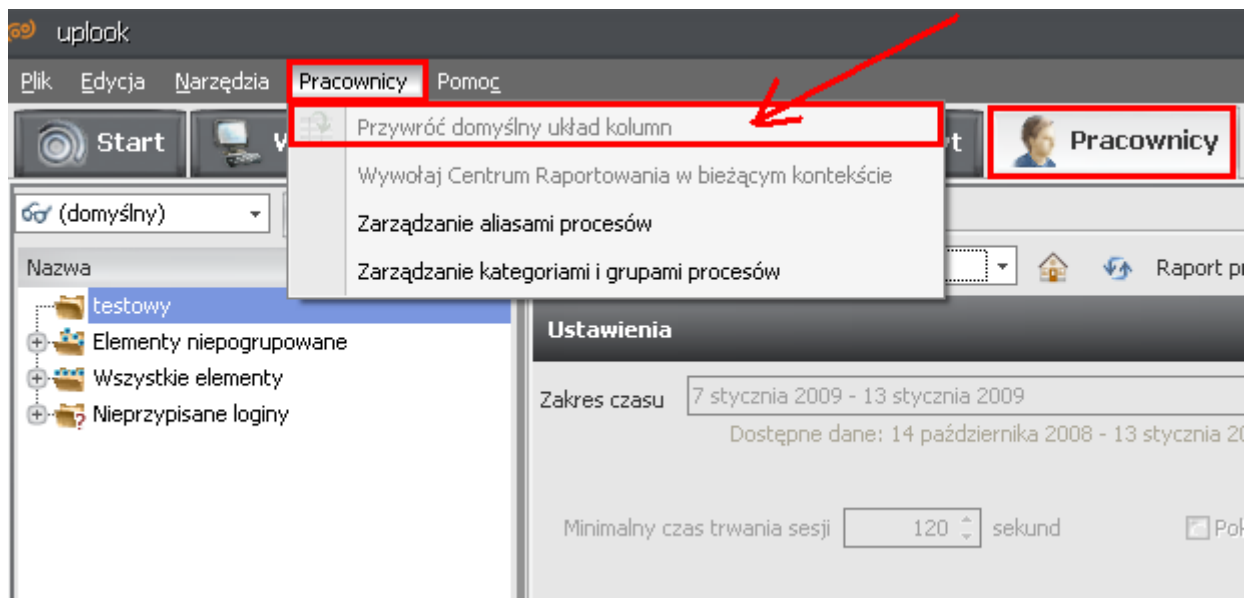 uplook
Plik Edycja Narzędzia Pracownicy Pomoc
Start
Pracownicy
Przywróć domyślny układ kolumn
Wywołaj Centrum Raportowania w bieżącym kontekście
Zarządzanie aliasami procesów
Zarządzanie kategoriami i grupami procesów
(domyślny)
Nazwa
Raport
testowy
Elementy niepogrupowane
Wszystkie elementy
Nieprzypisane loginy
Ustawienia
Zakres czasu 7 stycznia 2009 - 13 stycznia 2009
Dostępne dane: 14 października 2008 - 13 stycznia
Minimalny czas trwania sesji 120 sekund